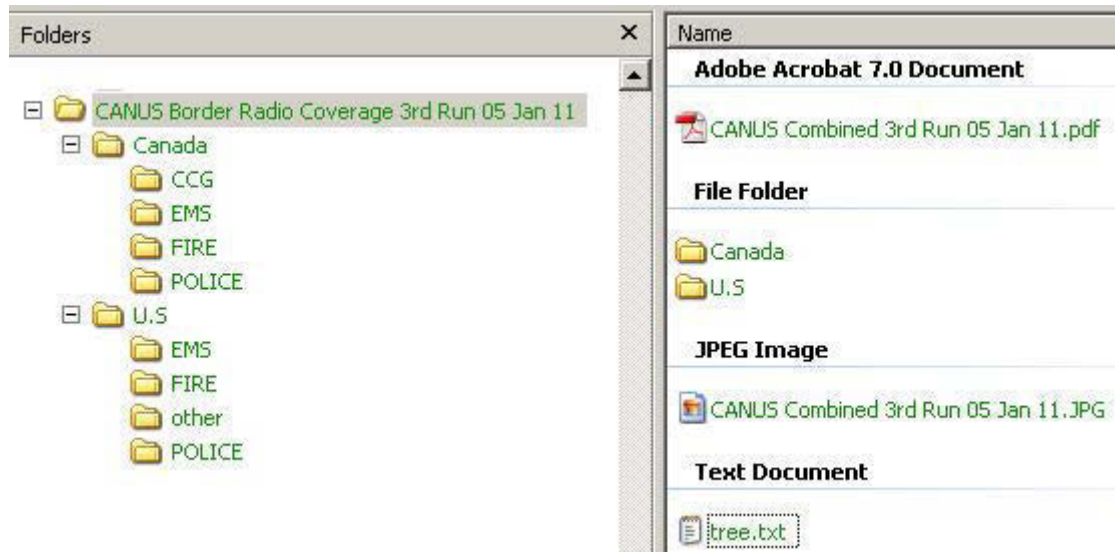 Folders
CANUS Border Radio Coverage 3rd Run 05 Jan 11
Canada
CCG
EMS
FIRE
POLICE
U.S
EMS
FIRE
other
POLICE
Name
Adobe Acrobat 7.0 Document
CANUS Combined 3rd Run 05 Jan 11.pdf
File Folder
Canada
U.S
JPEG Image
CANUS Combined 3rd Run 05 Jan 11.JPG
Text Document
tree.txt